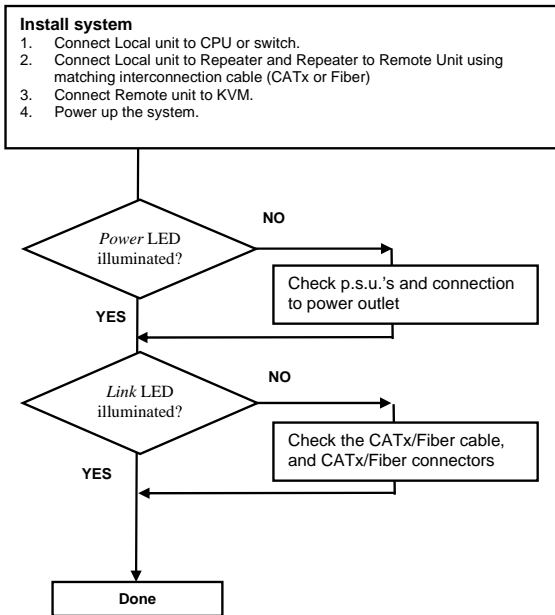 Install system
1. Connect Local unit to CPU or switch.
2. Connect Local unit to Repeater and Repeater to Remote Unit using
matching interconnection cable (CATx or Fiber)
3. Connect Remote unit to KVM.
4. Power up the system.
NO
Power LED
illuminated?
Check p.s.u.'s and connection
to power outlet
YES
NO
Link LED
illuminated?
Check the CATx/Fiber cable,
and CATx/Fiber connectors
YES
Done